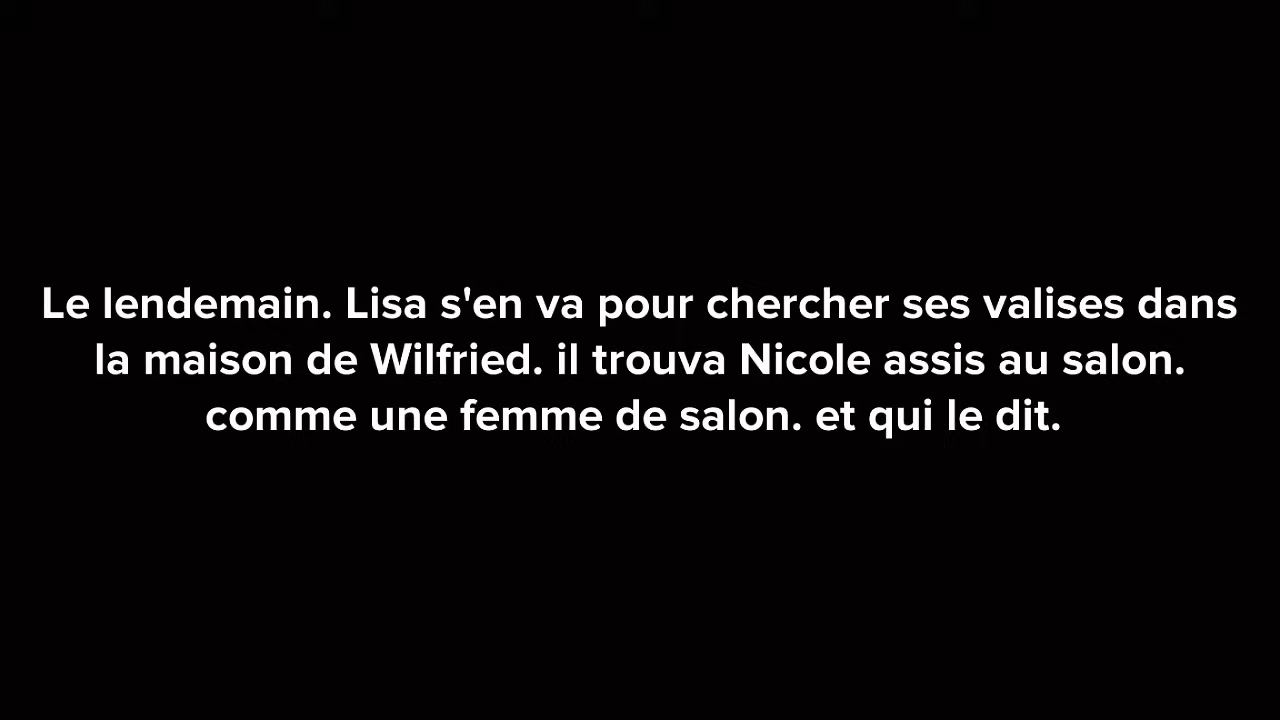 Le lendemain. Lisa s'en va pour chercher ses valises dans
la maison de Wilfried. il trouva Nicole assis au salon.
comme une femme de salon. et qui le dit.